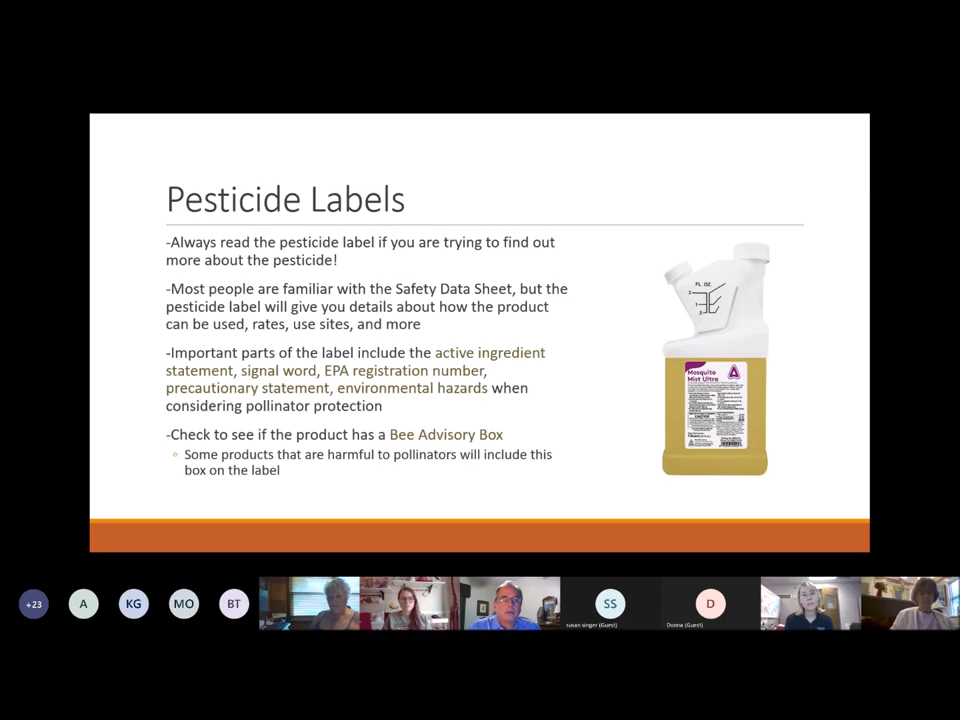 Pesticide Labels
-Always read the pesticide label if you are trying to find out
more about the pesticide!
-Most people are familiar with the Safety Data Sheet, but the
pesticide label will give you details about how the product
can be used, rates, use sites, and more
-Important parts of the label include the active ingredient
statement, signal word, EPA registration number,
precautionary statement, environmental hazards when
considering pollinator protection
-Check to see if the product has a Bee Advisory Box
◦ Some products that are harmful to pollinators will include this
box on the label
FL. OZ.
2
1
.5
Mosquito
Mist Ultra
CAUTION
+23
A
KG
MO
BT
SS
susan singer (Guest)
D
Donna (Guest)